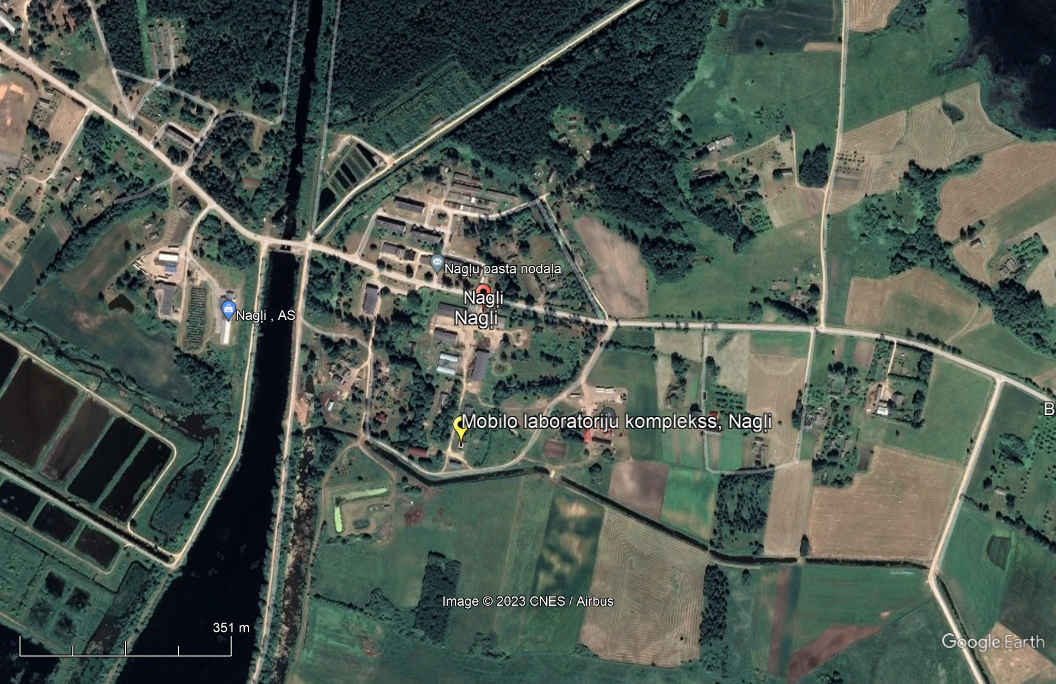 Nagļu pasta nodaļa
Nagļi
Nagļi
Nagļi , AS
Mobilo laboratoriju komplekss, Nagļi
B
Image © 2023 CNES / Airbus
351 m
Google Earth